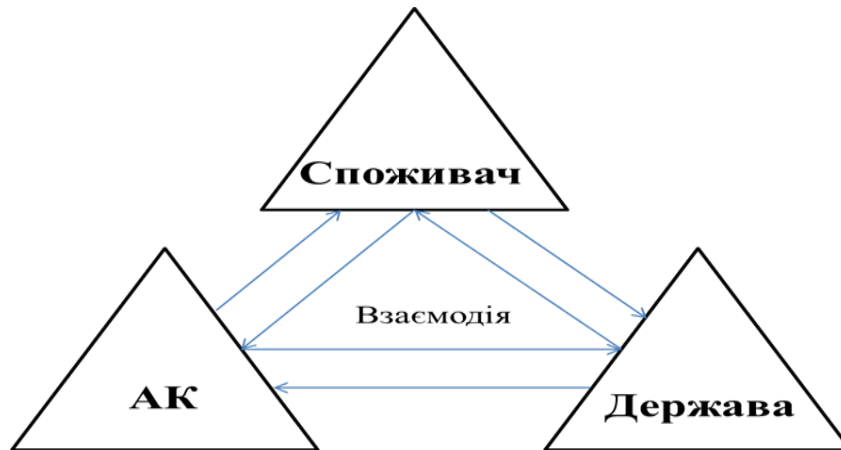 Споживач
Взаємодія
АК
Держава